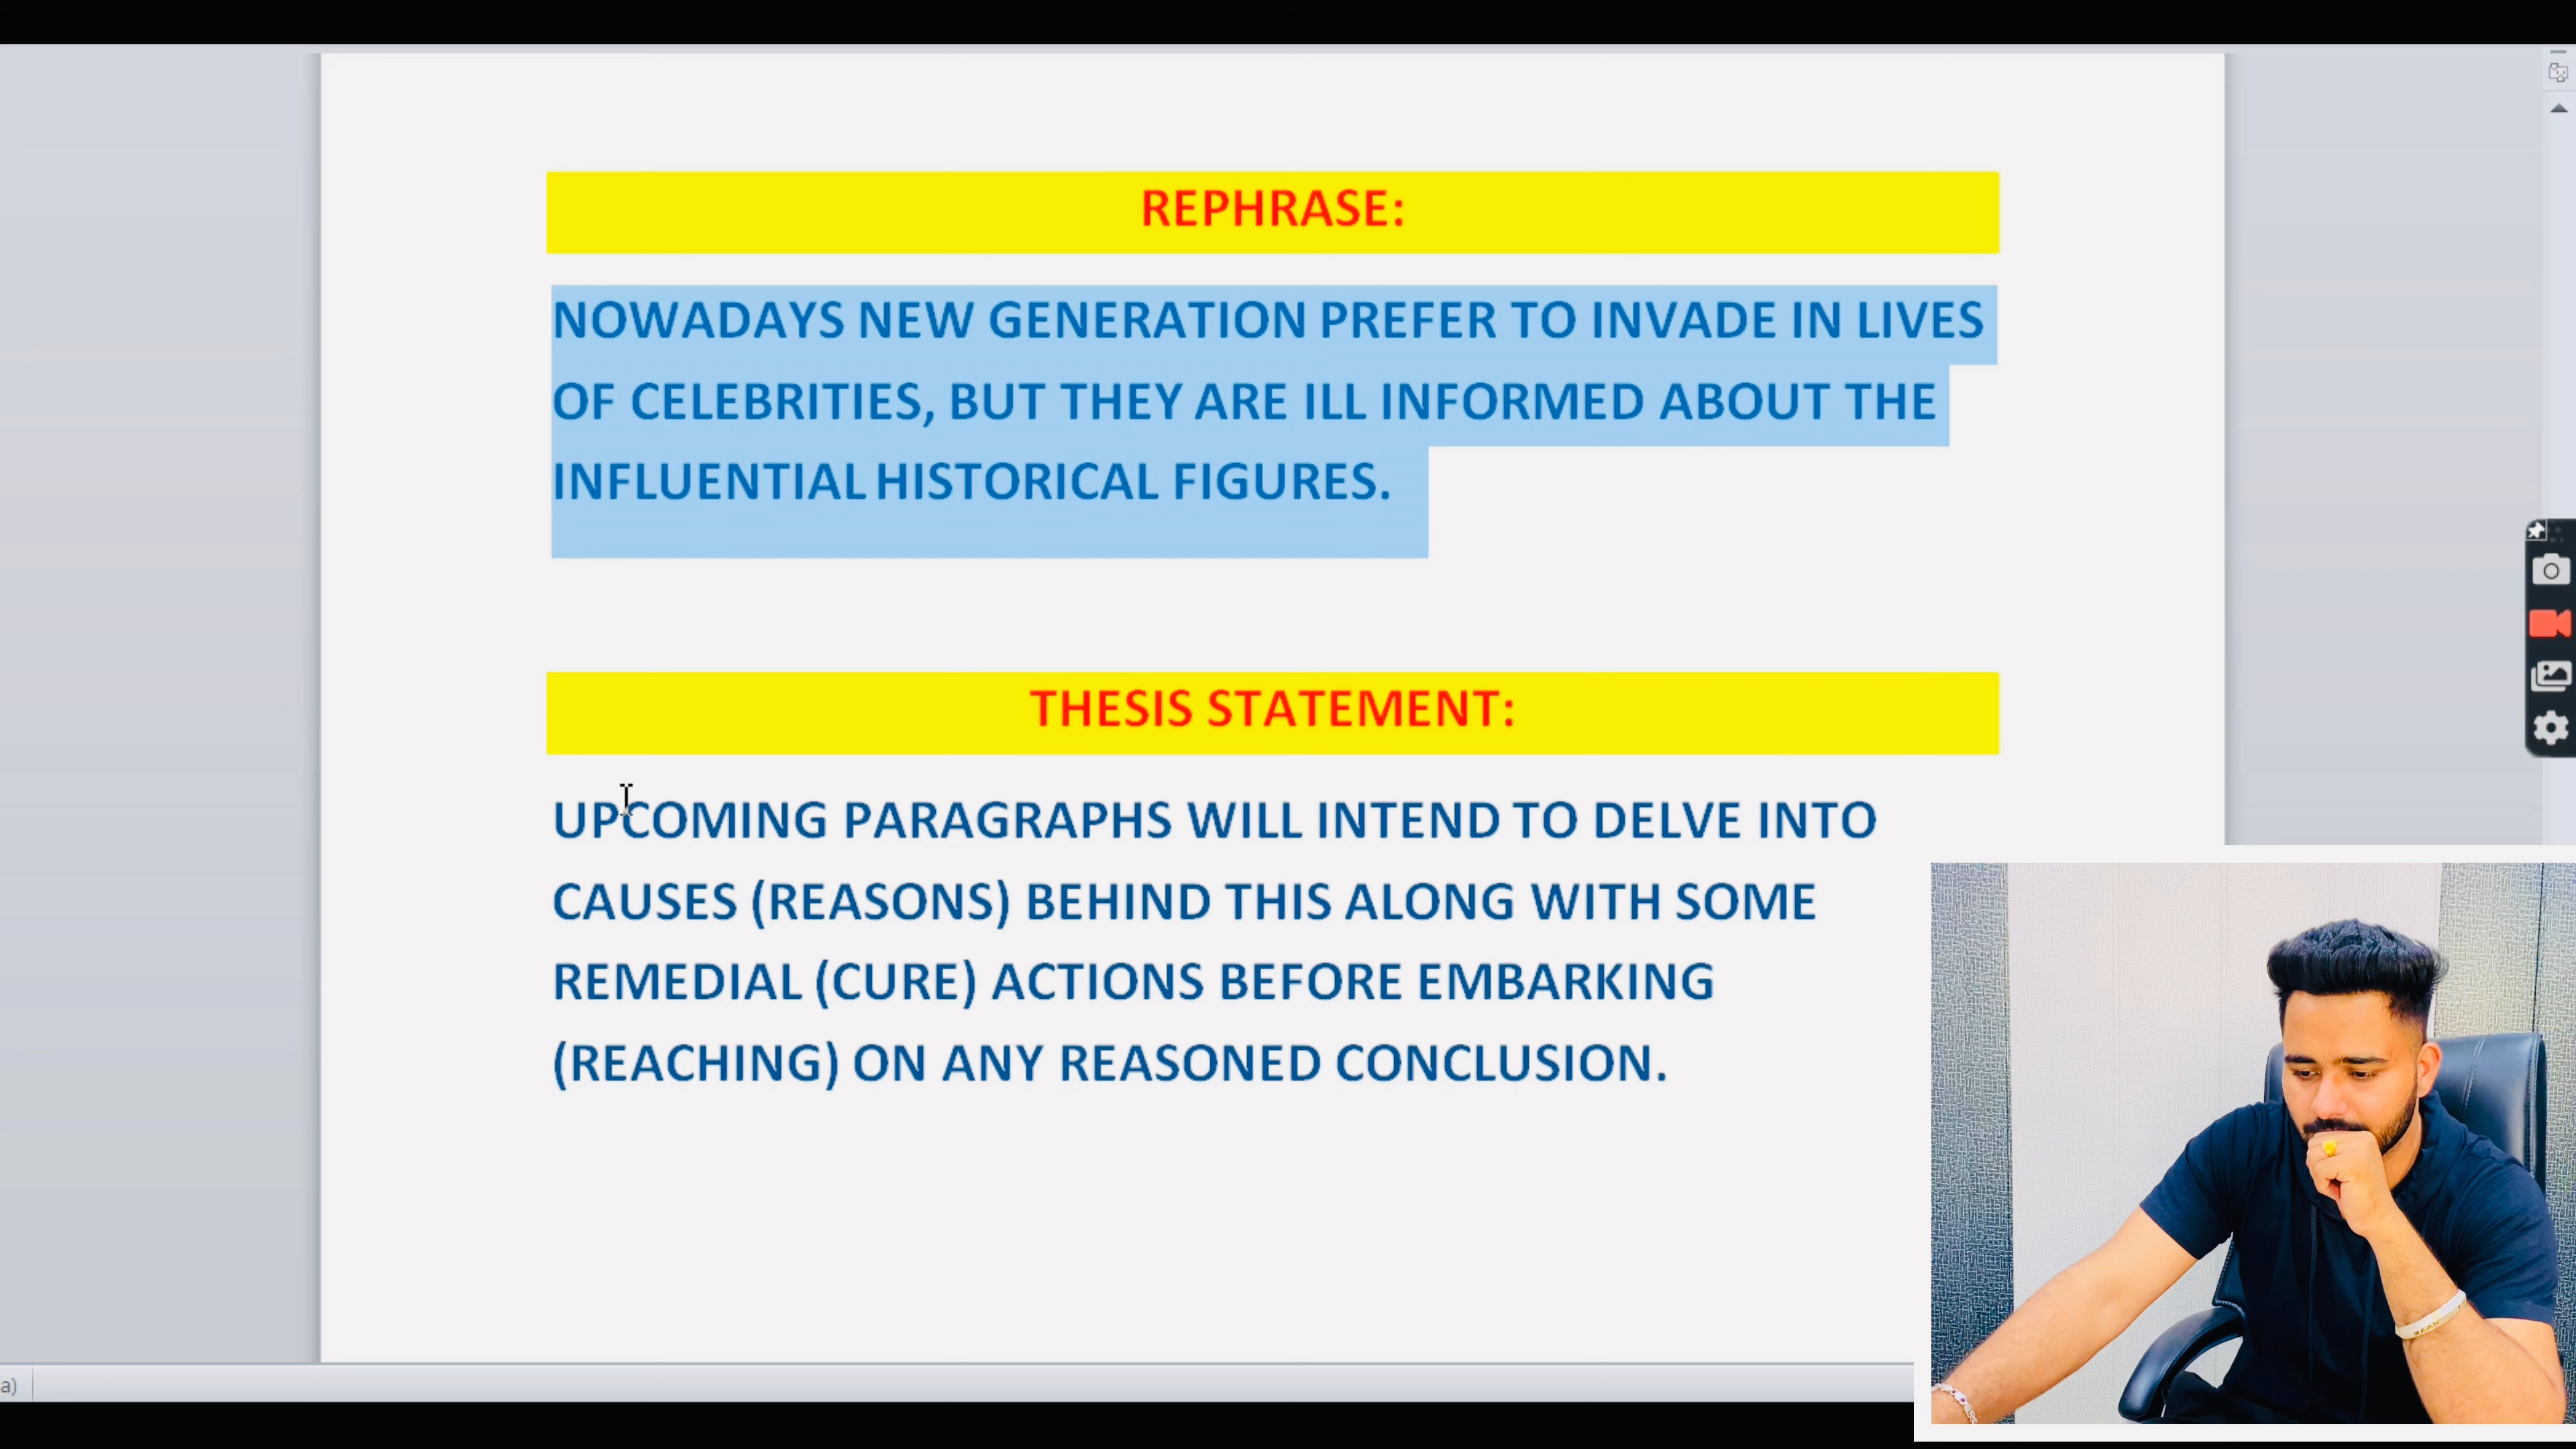 REPHRASE:
NOWADAYS NEW GENERATION PREFER TO INVADE IN LIVES
OF CELEBRITIES, BUT THEY ARE ILL INFORMED ABOUT THE
INFLUENTIAL HISTORICAL FIGURES.
THESIS STATEMENT:
UPCOMING PARAGRAPHS WILL INTEND TO DELVE INTO
CAUSES (REASONS) BEHIND THIS ALONG WITH SOME
REMEDIAL (CURE) ACTIONS BEFORE EMBARKING
(REACHING) ON ANY REASONED CONCLUSION.
a)